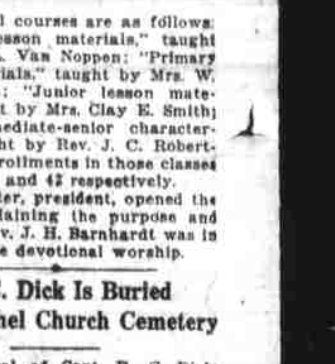 l courses are as follows:
esson materials," taught
. Van Noppen; "Primary
ials," taught by Mrs. W.
; "Junior lesson mate-
t by Mrs. Clay E. Smith;
ediate-senior character-
ht by Rev. J. C. Robert-
rollments in those classes
and 42 respectively.
er, president, opened the
laining the purpose and
v. J. H. Barnhardt was in
e devotional worship.
. Dick Is Buried
hel Church Cemetery